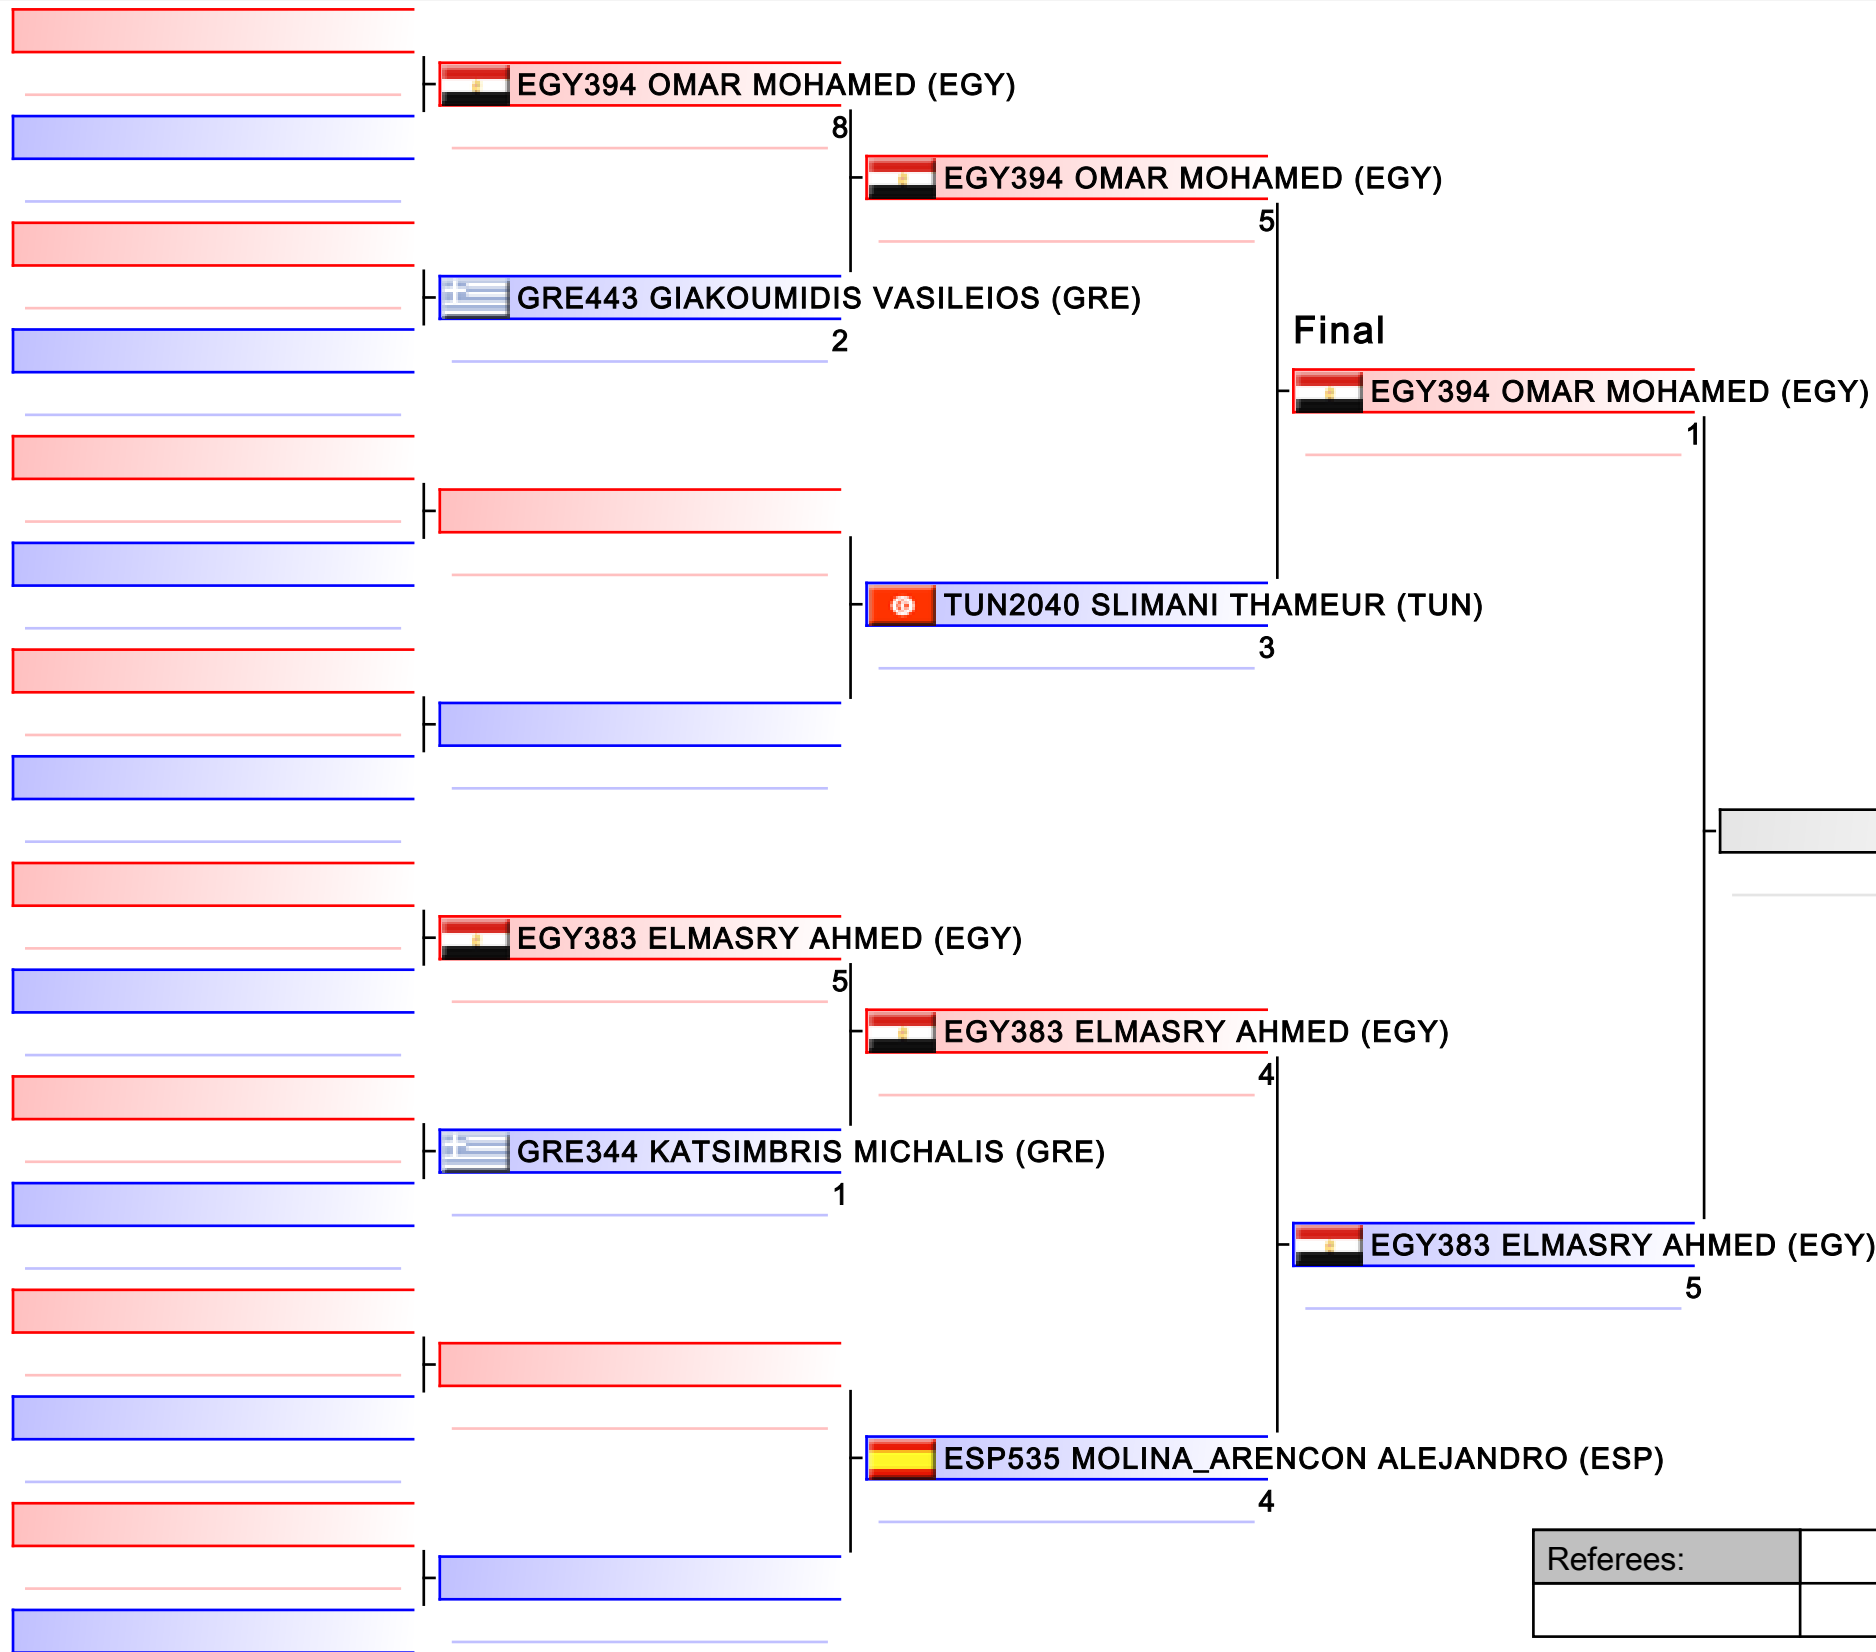 EGY394 OMAR MOHAMED (EGY)
8
EGY394 OMAR MOHAMED (EGY)
5
GRE443 GIAKOUMIDIS VASILEIOS (GRE)
2
Final
EGY394 OMAR MOHAMED (EGY)
1
TUN2040 SLIMANI THAMEUR (TUN)
3
EGY383 ELMASRY AHMED (EGY)
5
EGY383 ELMASRY AHMED (EGY)
4
GRE344 KATSIMBRIS MICHALIS (GRE)
1
EGY383 ELMASRY AHMED (EGY)
5
ESP535 MOLINA_ARENCON ALEJANDRO (ESP)
4
Referees: